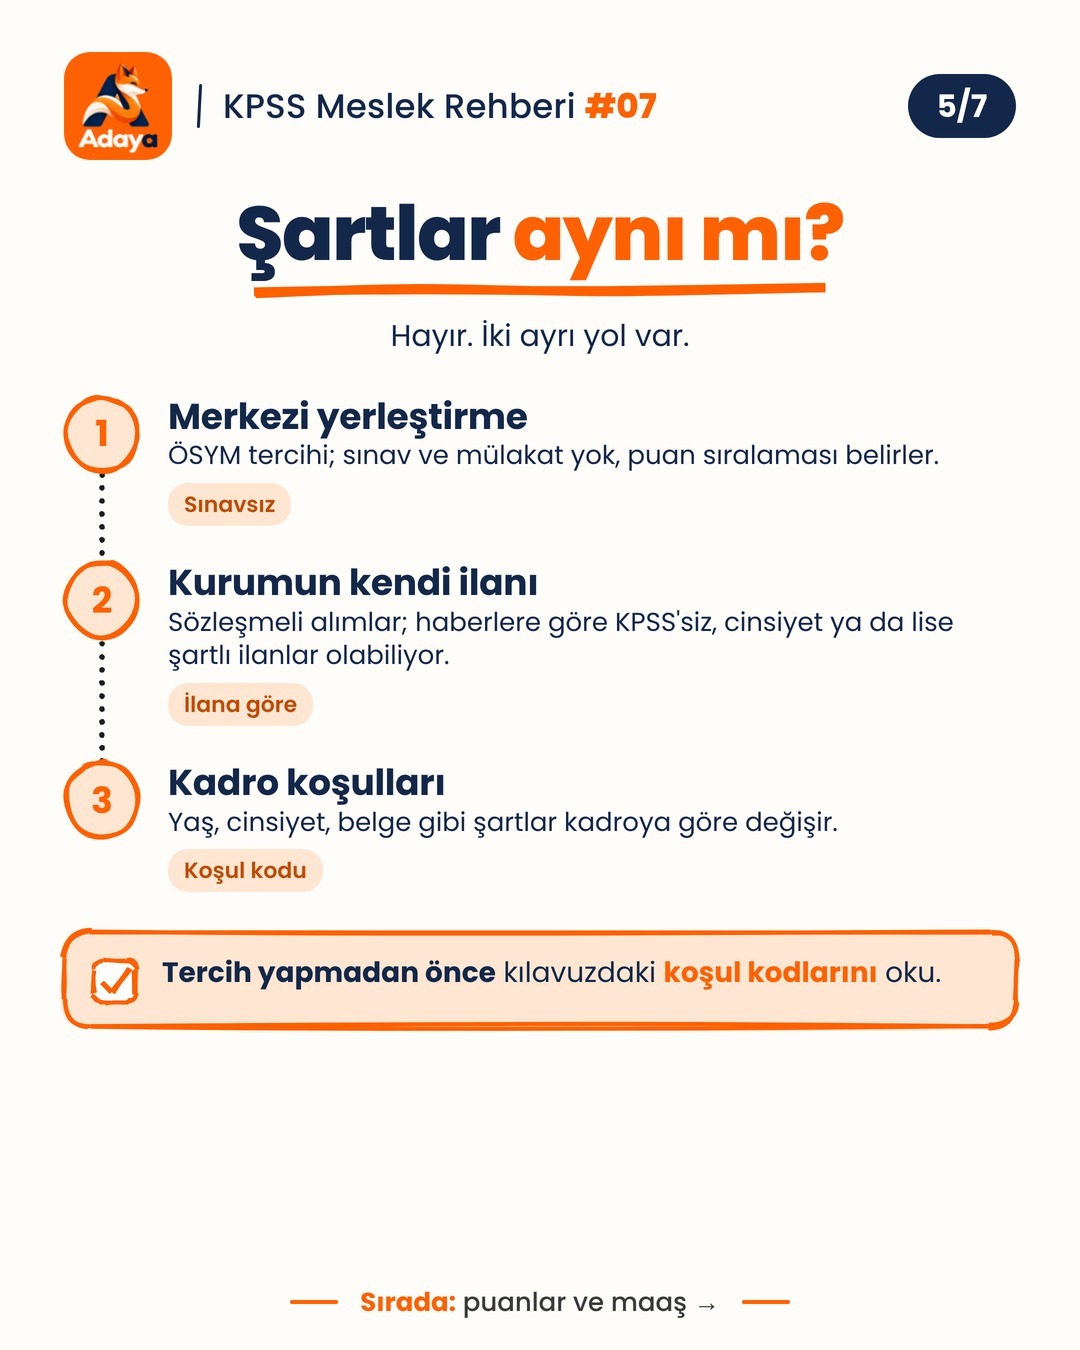 Adaya
KPSS Meslek Rehberi #07
5/7
Şartlar aynı mı?
Hayır. İki ayrı yol var.
1
Merkezi yerleştirme
ÖSYM tercihi; sınav ve mülakat yok, puan sıralaması belirler.
Sınavsız
2
Kurumun kendi ilanı
Sözleşmeli alımlar; haberlere göre KPSS'siz, cinsiyet ya da lise
şartlı ilanlar olabiliyor.
İlana göre
3
Kadro koşulları
Yaş, cinsiyet, belge gibi şartlar kadroya göre değişir.
Koşul kodu
Tercih yapmadan önce kılavuzdaki koşul kodlarını oku.
Sırada: puanlar ve maaş →